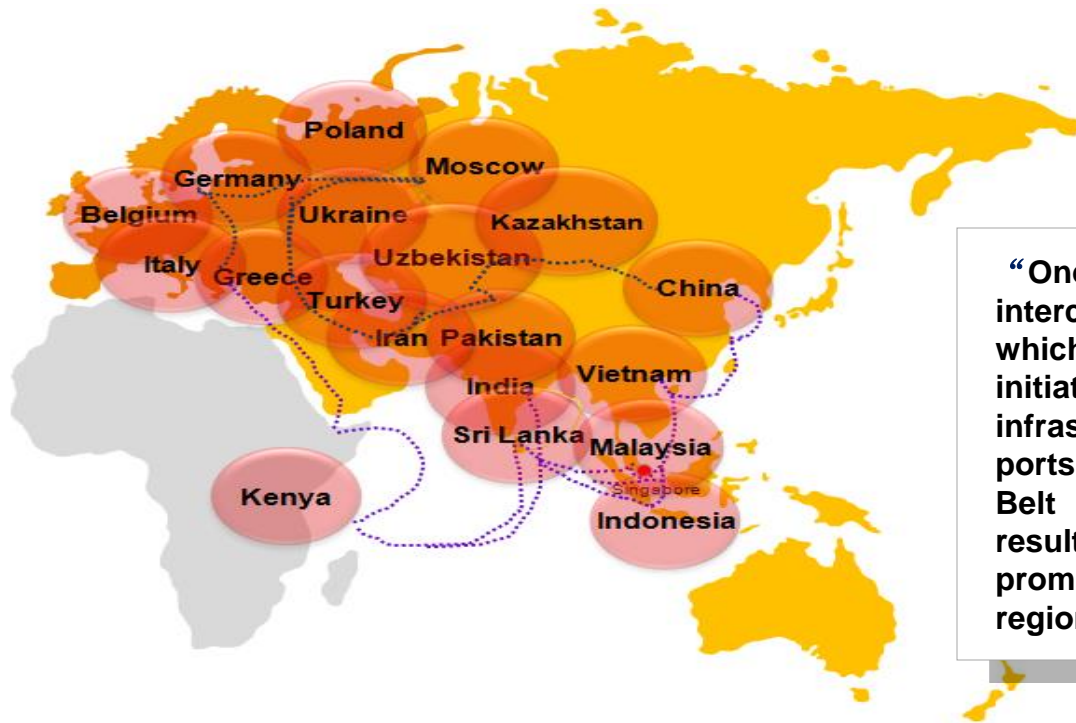 Poland
Moscow
Germany
Belgium
Ukraine
Kazakhstan
Italy
Greece
Uzbekistan
Turkey
China
Iran
Pakistan
India
Vietnam
Sri Lanka
Malaysia
Singapore
Kenya
Indonesia
“One
interc
which
initiat
infras
ports
Belt
result
prom
region